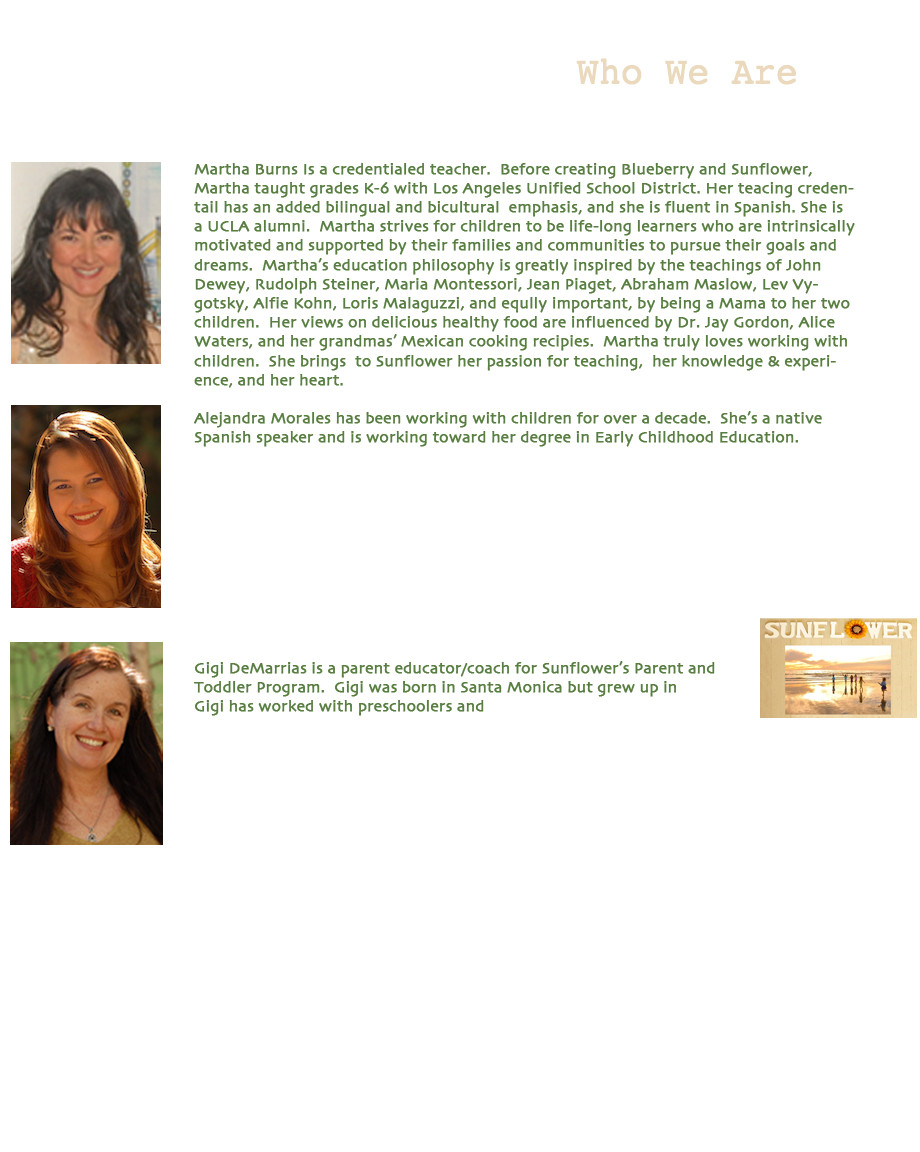 Who We Are
Martha Burns Is a credentialed teacher.  Before creating Blueberry and Sunflower,
Martha taught grades K-6 with Los Angeles Unified School District. Her teacing creden-
tail has an added bilingual and bicultural  emphasis, and she is fluent in Spanish. She is
a UCLA alumni.  Martha strives for children to be life-long learners who are intrinsically
motivated and supported by their families and communities to pursue their goals and
dreams.  Martha’s education philosophy is greatly inspired by the teachings of John
Dewey, Rudolph Steiner, Maria Montessori, Jean Piaget, Abraham Maslow, Lev Vy-
gotsky, Alfie Kohn, Loris Malaguzzi, and eqully important, by being a Mama to her two
children.  Her views on delicious healthy food are influenced by Dr. Jay Gordon, Alice
Waters, and her grandmas’ Mexican cooking recipies.  Martha truly loves working with
children.  She brings  to Sunflower her passion for teaching,  her knowledge & experi-
ence, and her heart.
Alejandra Morales has been working with children for over a decade.  She’s a native
Spanish speaker and is working toward her degree in Early Childhood Education.
SUNFLOWER
Gigi DeMarrias is a parent educator/coach for Sunflower’s Parent and
Toddler Program.  Gigi was born in Santa Monica but grew up in
Gigi has worked with preschoolers and